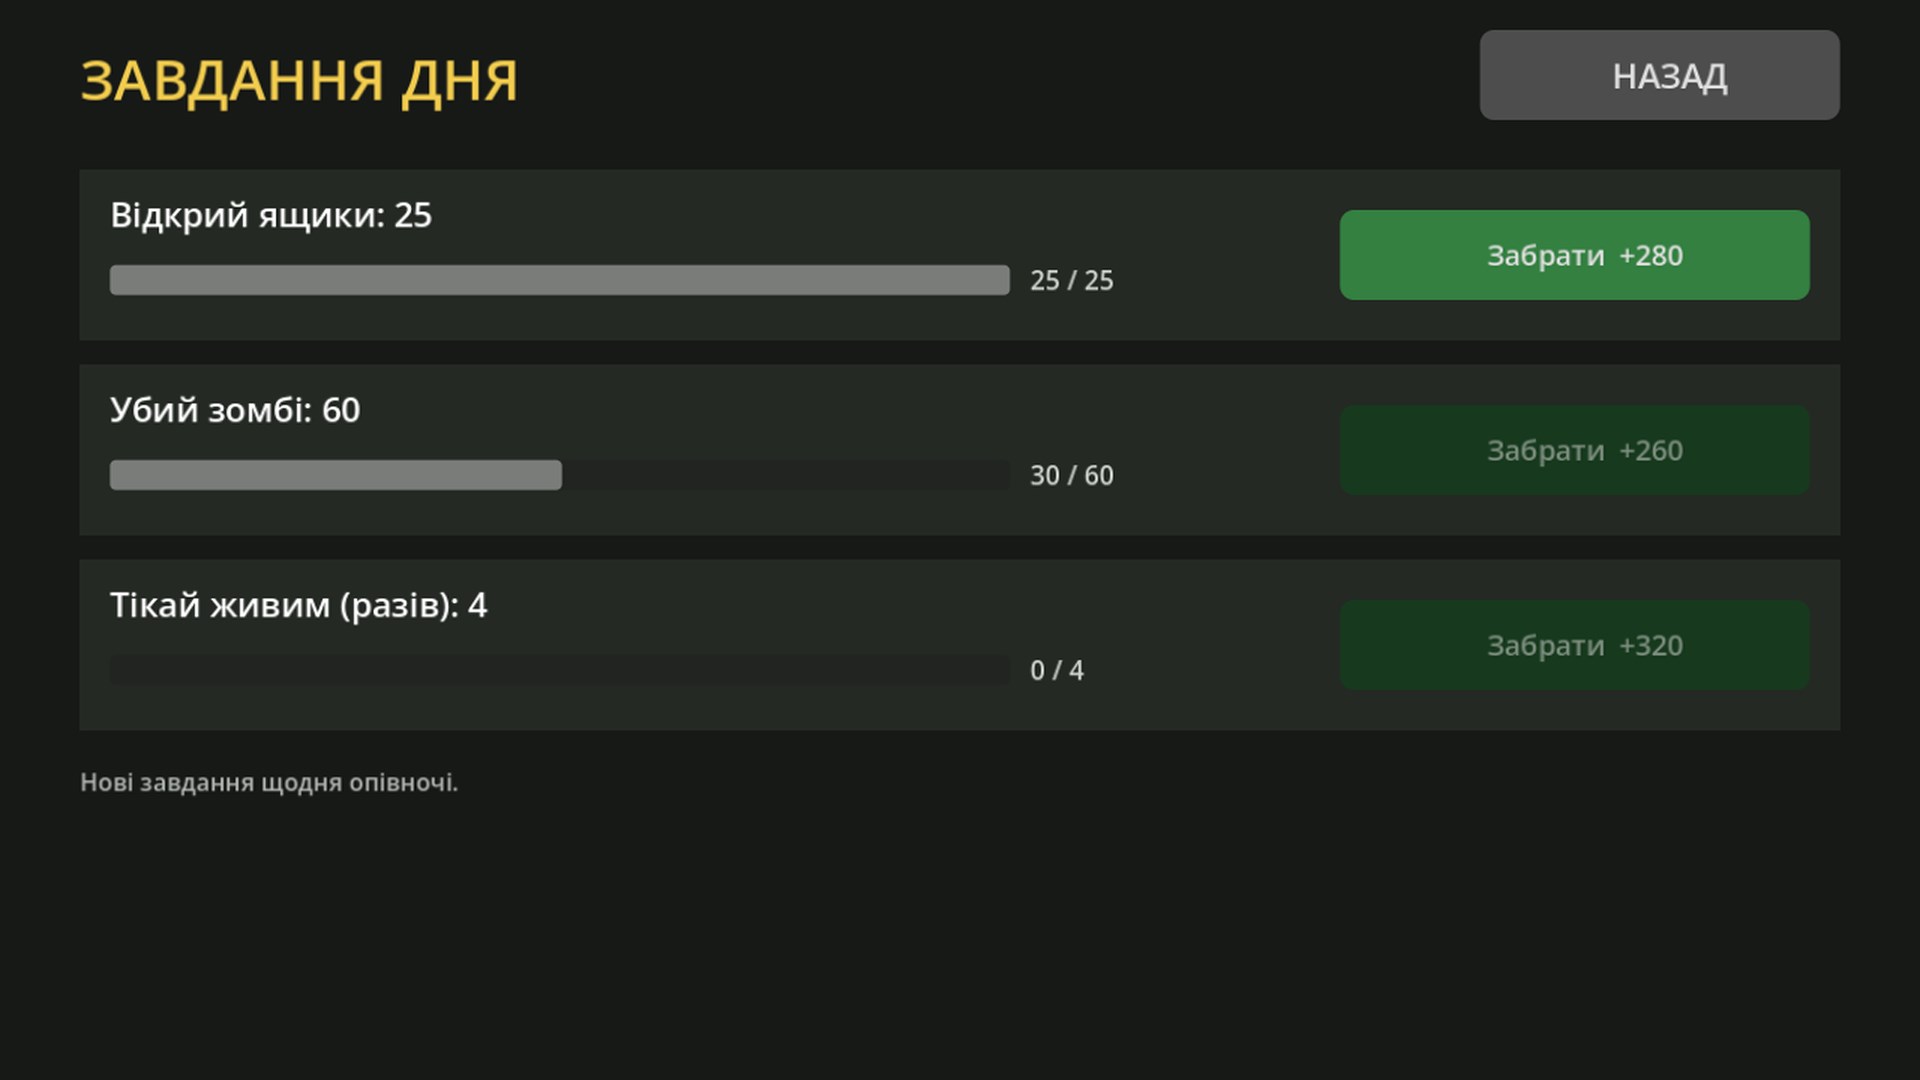 ЗАВДАННЯ ДНЯ
НАЗАД
Відкрий ящики: 25
25 / 25
Забрати +280
Убий зомбі: 60
30 / 60
Забрати +260
Тікай живим (разів): 4
0 / 4
Забрати +320
Нові завдання щодня опівночі.